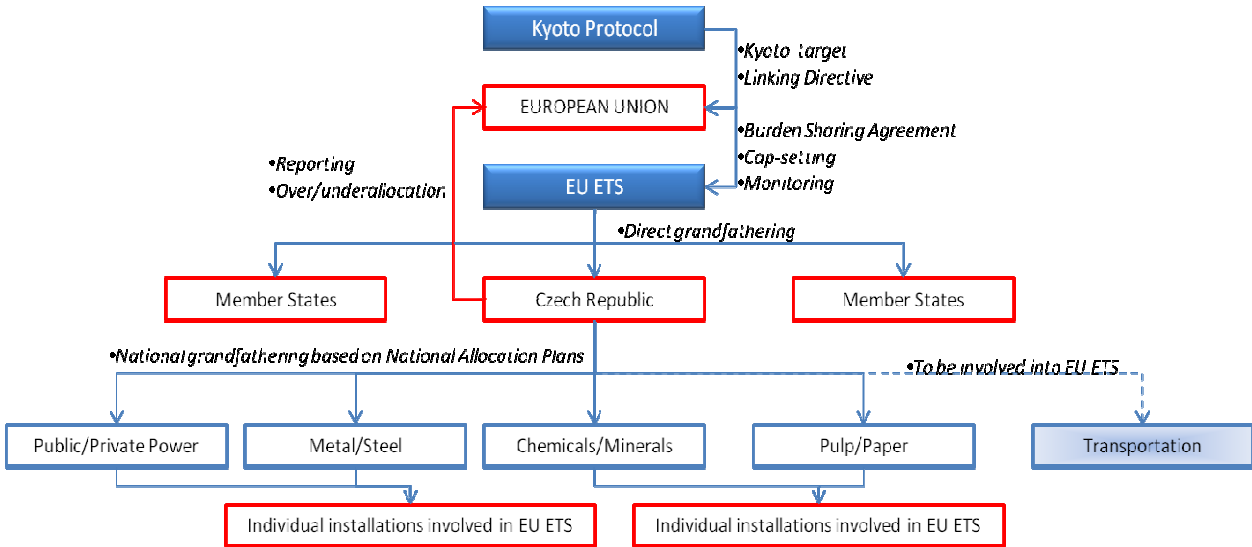 Kyoto Protocol
•Kyoto target
•Linking Directive
EUROPEAN UNION
•Burden Sharing Agreement
•Cap-setting
•Monitoring
•Reporting
•Over/underallocation
EU ETS
•Direct grandfathering
Member States
Czech Republic
Member States
•National grandfathering based on National Allocation Plans
•To be involved into EU ETS
Public/Private Power
Metal/Steel
Chemicals/Minerals
Pulp/Paper
Transportation
Individual installations involved in EU ETS
Individual installations involved in EU ETS